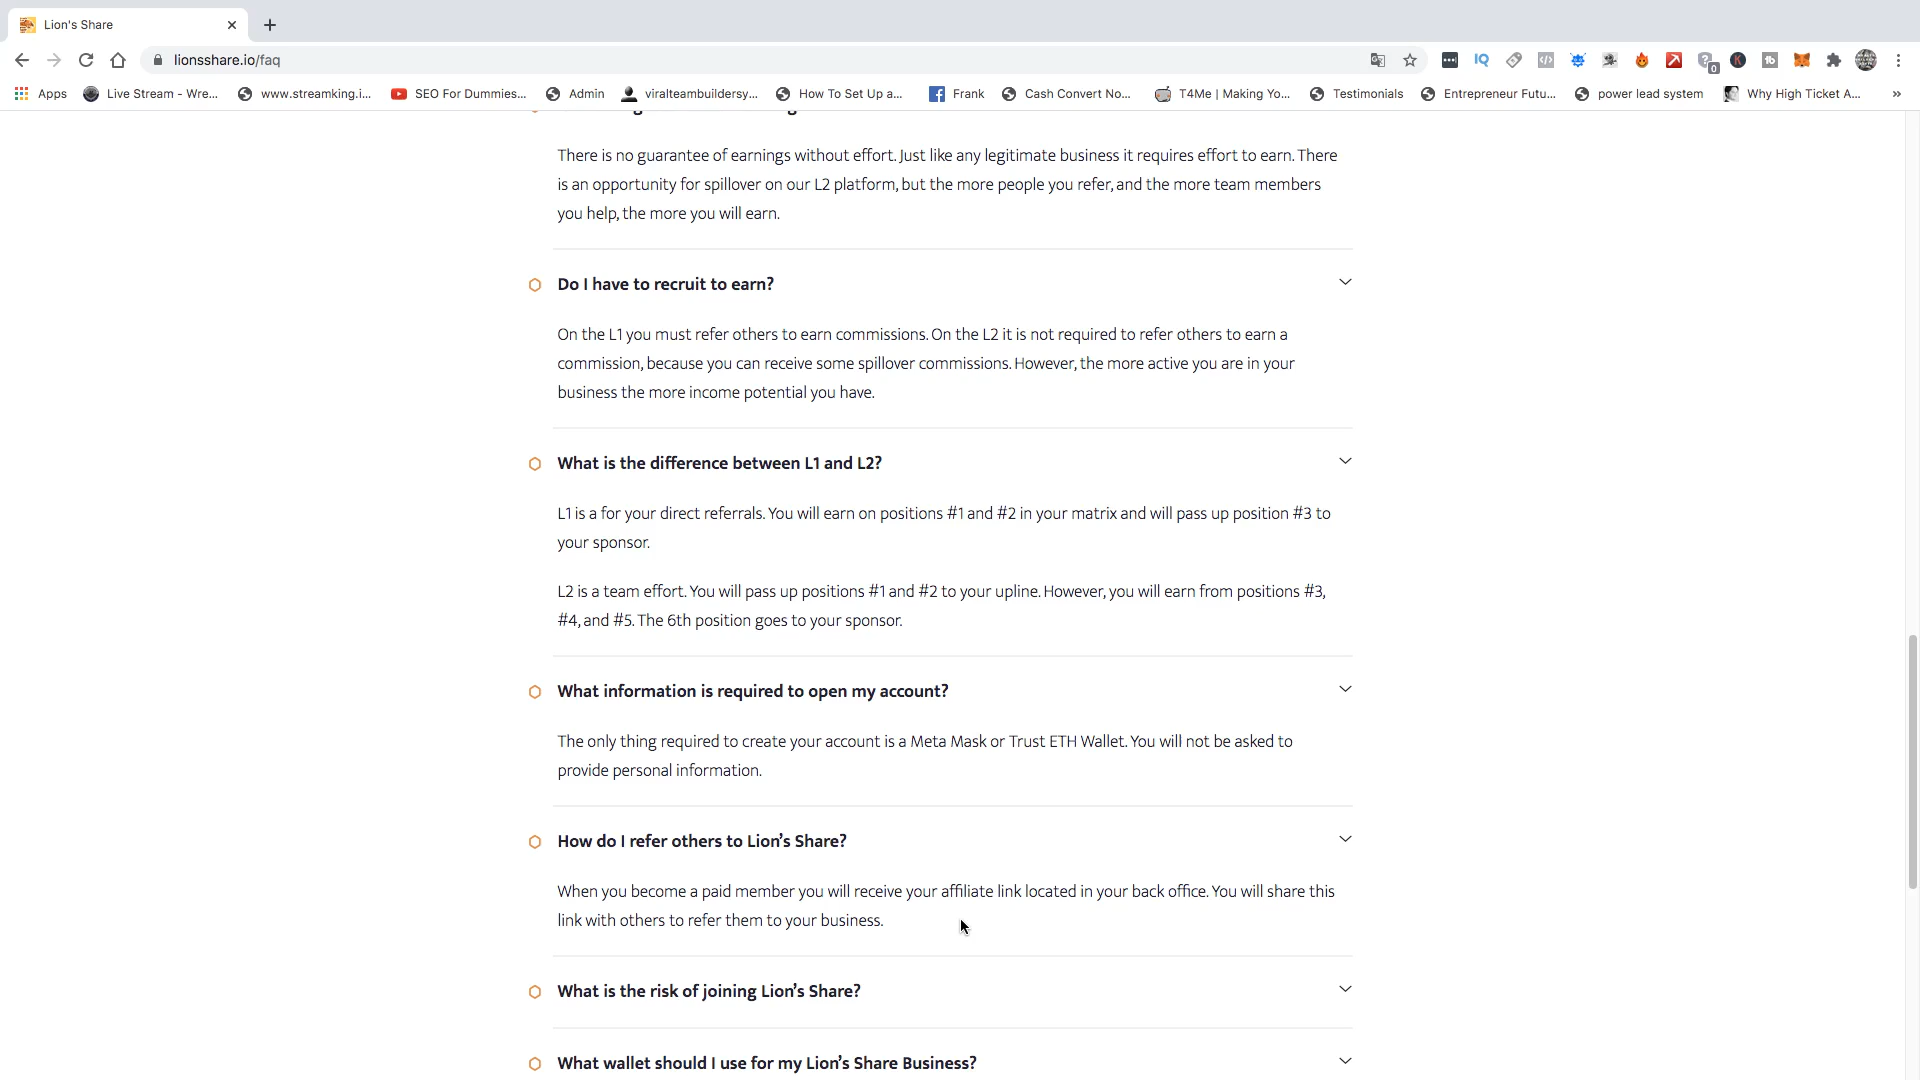 Lion's Share
lionsshare.io/faq
Apps Live Stream - Wre... www.streamking.i... SEO For Dummies... Admin viralteambuildersy... How To Set Up a... Frank Cash Convert No... T4Me | Making Yo... Testimonials Entrepreneur Futu... power lead system Why High Ticket A... »
There is no guarantee of earnings without effort. Just like any legitimate business it requires effort to earn. There
is an opportunity for spillover on our L2 platform, but the more people you refer, and the more team members
you help, the more you will earn.
Do I have to recruit to earn?
On the L1 you must refer others to earn commissions. On the L2 it is not required to refer others to earn a
commission, because you can receive some spillover commissions. However, the more active you are in your
business the more income potential you have.
What is the difference between L1 and L2?
L1 is a for your direct referrals. You will earn on positions #1 and #2 in your matrix and will pass up position #3 to
your sponsor.
L2 is a team effort. You will pass up positions #1 and #2 to your upline. However, you will earn from positions #3,
#4, and #5. The 6th position goes to your sponsor.
What information is required to open my account?
The only thing required to create your account is a Meta Mask or Trust ETH Wallet. You will not be asked to
provide personal information.
How do I refer others to Lion’s Share?
When you become a paid member you will receive your affiliate link located in your back office. You will share this
link with others to refer them to your business.
What is the risk of joining Lion’s Share?
What wallet should I use for my Lion’s Share Business?